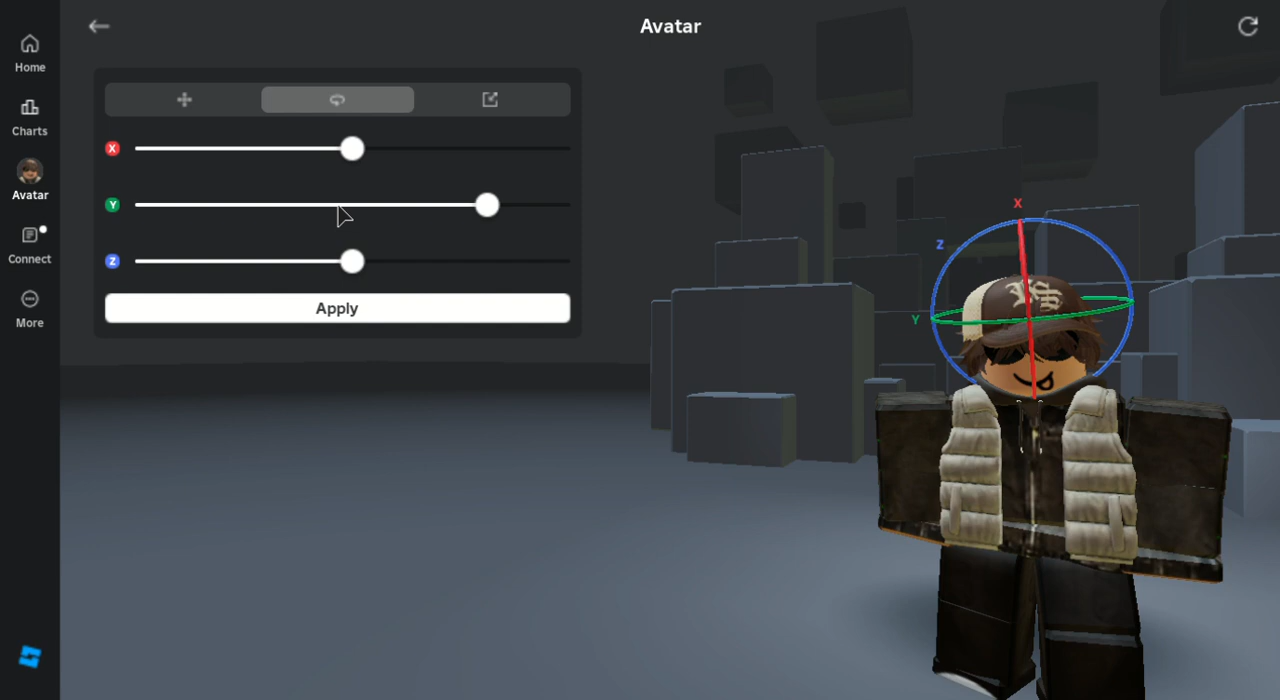 Avatar
Home
Charts
Avatar
Connect
More
X
Y
Z
Apply
X
Z
Y